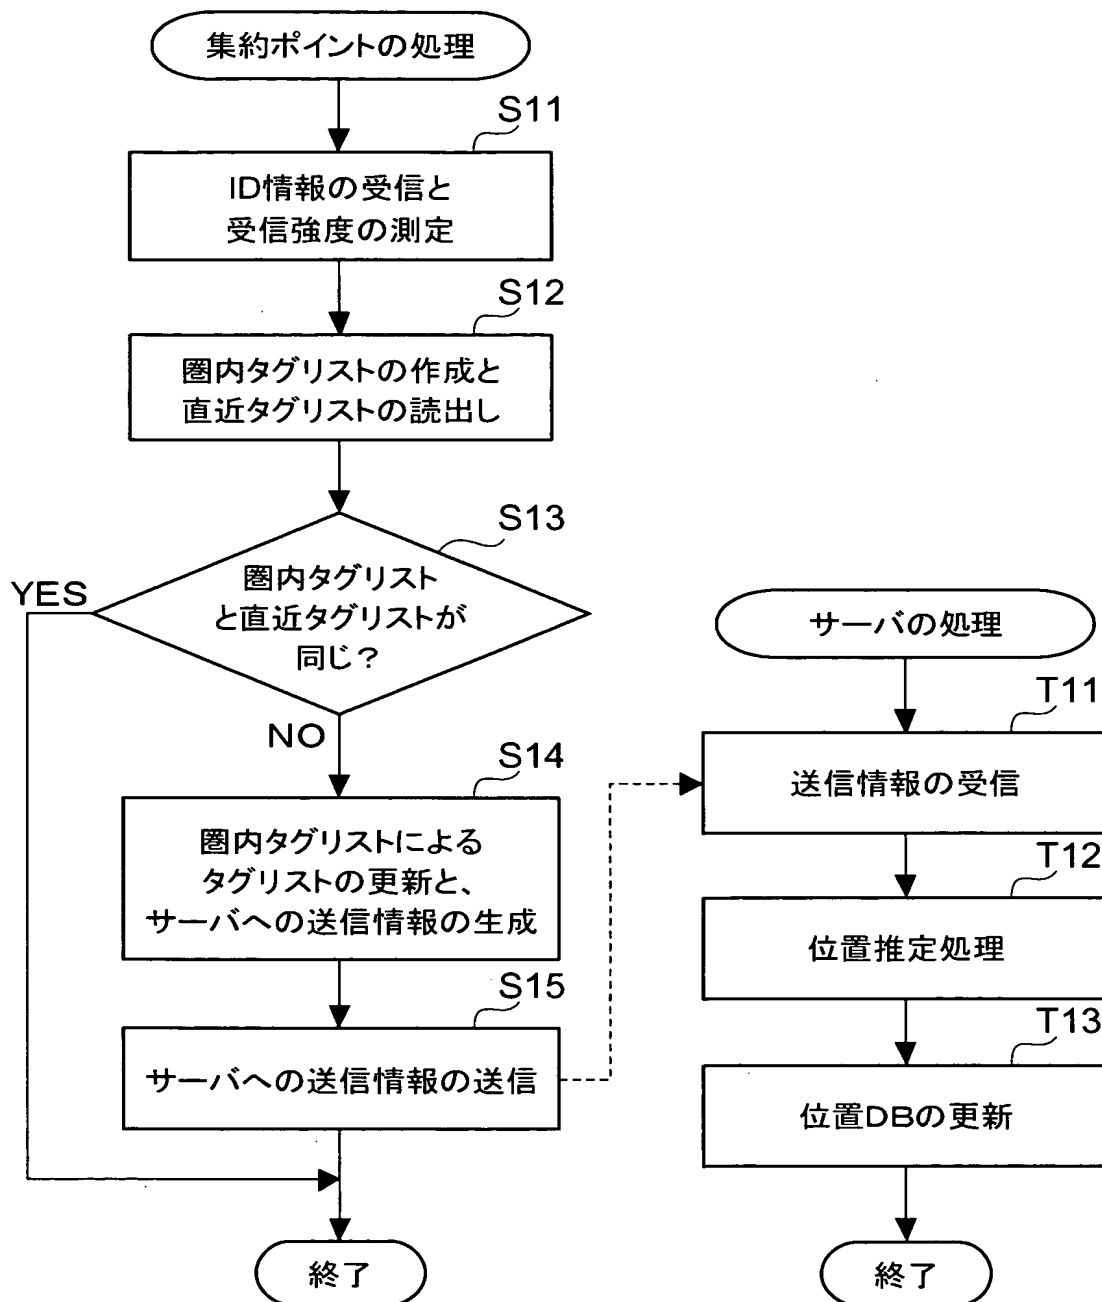 集約ポイントの処理
S11
ID情報の受信と
受信強度の測定
S12
圏内タグリストの作成と
直近タグリストの読出し
S13
圏内タグリスト
と直近タグリストが
同じ？
YES
NO
S14
圏内タグリストによる
タグリストの更新と、
サーバへの送信情報の生成
S15
サーバへの送信情報の送信
終了
サーバの処理
T11
送信情報の受信
T12
位置推定処理
T13
位置DBの更新
終了